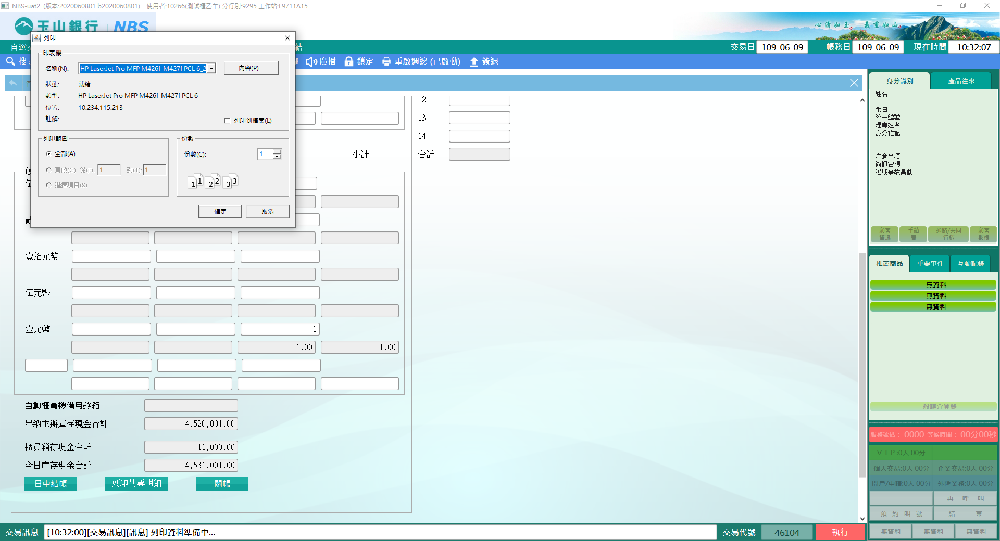 NBS-uat2 (版本:2020060801.b2020060801) 使用者:10266(測試櫃乙午) 分行別:9295 工作站:L9711A15
玉山銀行 | NBS
心清如玉 義重如山
自選 結 交易日 109-06-09 帳務日 109-06-09 現在時間 10:32:07
廣播 鎖定 重啟週邊 (已啟動) 簽退
列印
印表機
名稱(N): HP LaserJet Pro MFP M426f-M427f PCL 6_2 內容(P)...
狀態: 就緒
類型: HP LaserJet Pro MFP M426f-M427f PCL 6
位置: 10.234.115.213
註解:
列印到檔案(L)
列印範圍
全部(A)
頁數(G) 從(F): 1 到(T): 1
選擇項目(S)
份數
份數(C): 1
1 1 2 2 3 3
確定 取消
12
13
14
小計 合計
壹拾元幣
伍元幣
壹元幣 1
1.00 1.00
自動櫃員機備用錢箱
出納主辦庫存現金合計 4,520,001.00
櫃員箱存現金合計 11,000.00
今日庫存現金合計 4,531,001.00
日中結帳 列印傳票明細 關帳
身分識別 產品往來
姓名
生日
統一編號
理專姓名
身分註記
注意事項
簡訊密碼
近期事故異動
顧客資訊 手續費 通路/共同行銷 顧客影像
推薦商品 重要事件 互動記錄
無資料
無資料
無資料
一般轉介登錄
服務號碼: 0000 等候時間: 00分00秒
VIP:0人 00分
個人交易:0人 00分 企業交易:0人 00分
開戶/申請:0人 00分 外匯業務:0人 00分
再呼叫
預約叫號 結束
無資料 無資料 無資料
交易訊息 [10:32:00][交易訊息][訊息] 列印資料準備中... 交易代號 46104 執行